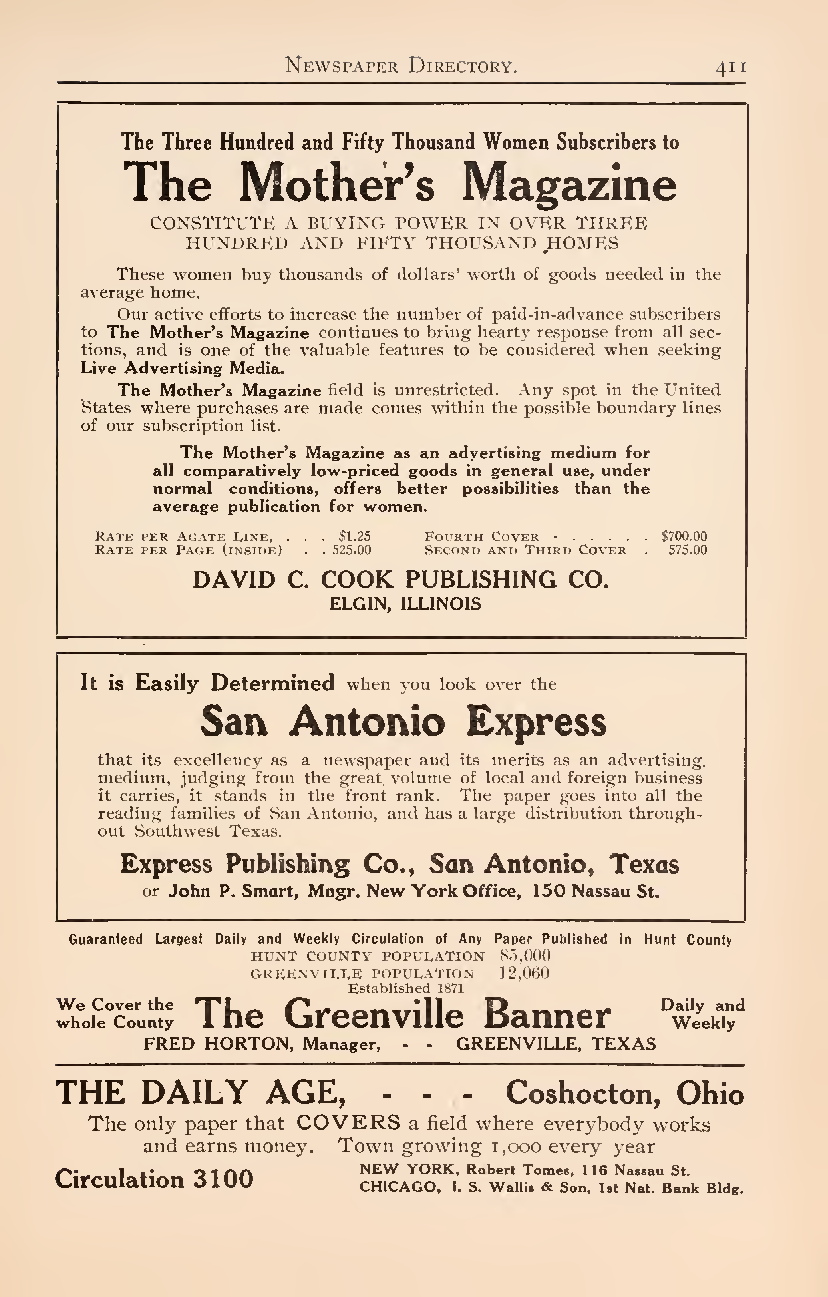 Newspaper Directory. 411
The Three Hundred and Fifty Thousand Women Subscribers to
The Mother's Magazine
CONSTITUTE A BUYING POWER IN OVER THREE
HUNDRED AND FIFTY THOUSAND HOMES
These women buy thousands of dollars' worth of goods needed in the
average home.
Our active efforts to increase the number of paid-in-advance subscribers
to The Mother's Magazine continues to bring hearty response from all sec-
tions, and is one of the valuable features to be considered when seeking
Live Advertising Media.
The Mother's Magazine field is unrestricted. Any spot in the United
States where purchases are made comes within the possible boundary lines
of our subscription list.
The Mother's Magazine as an advertising medium for
all comparatively low-priced goods in general use, under
normal conditions, offers better possibilities than the
average publication for women.
Rate per Agate Line, . . . $1.25 Fourth Cover - . . . . . $700.00
Rate per Page (inside) . . 525.00 Second and Third Cover . 575.00
DAVID C. COOK PUBLISHING CO.
ELGIN, ILLINOIS
It is Easily Determined when you look over the
San Antonio Express
that its excellency as a newspaper and its merits as an advertising.
medium, judging from the great volume of local and foreign business
it carries, it stands in the front rank. The paper goes into all the
reading families of San Antonio, and has a large distribution through-
out Southwest Texas.
Express Publishing Co., San Antonio, Texas
or John P. Smart, Mngr. New York Office, 150 Nassau St.
Guaranteed Largest Daily and Weekly Circulation of Any Paper Published in Hunt County
HUNT COUNTY POPULATION 85,000
GREENVILLE POPULATION 12,060
Established 1871
We Cover the whole County The Greenville Banner Daily and Weekly
FRED HORTON, Manager, - - GREENVILLE, TEXAS
THE DAILY AGE, - - - Coshocton, Ohio
The only paper that COVERS a field where everybody works
and earns money. Town growing 1,000 every year
Circulation 3100
NEW YORK, Robert Tomes, 116 Nassau St.
CHICAGO, I. S. Wallis & Son, 1st Nat. Bank Bldg.